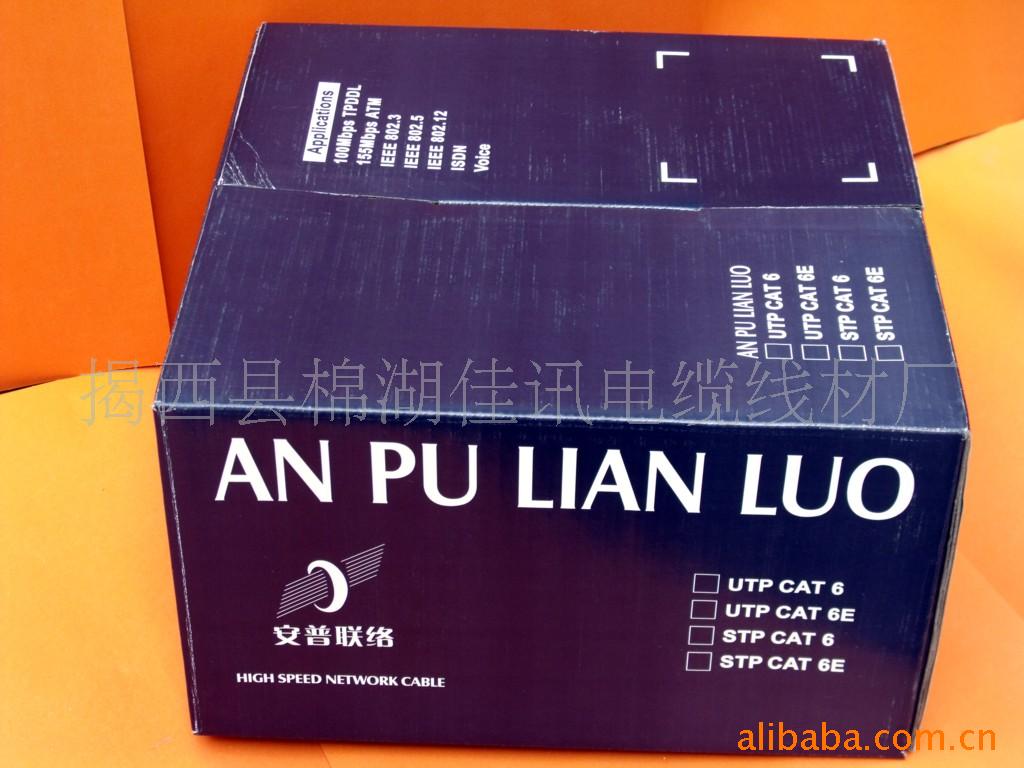 Applications
100Mbps TPDDL
155Mbps ATM
IEEE 802.3
IEEE 802.5
IEEE 802.12
ISDN
Voice
AN PU LIAN LUO
UTP CAT 6
UTP CAT 6E
STP CAT 6
STP CAT 6E
揭西县棉湖佳讯电缆线材厂
AN PU LIAN LUO
安普联络
HIGH SPEED NETWORK CABLE
UTP CAT 6
UTP CAT 6E
STP CAT 6
STP CAT 6E
alibaba.com.cn